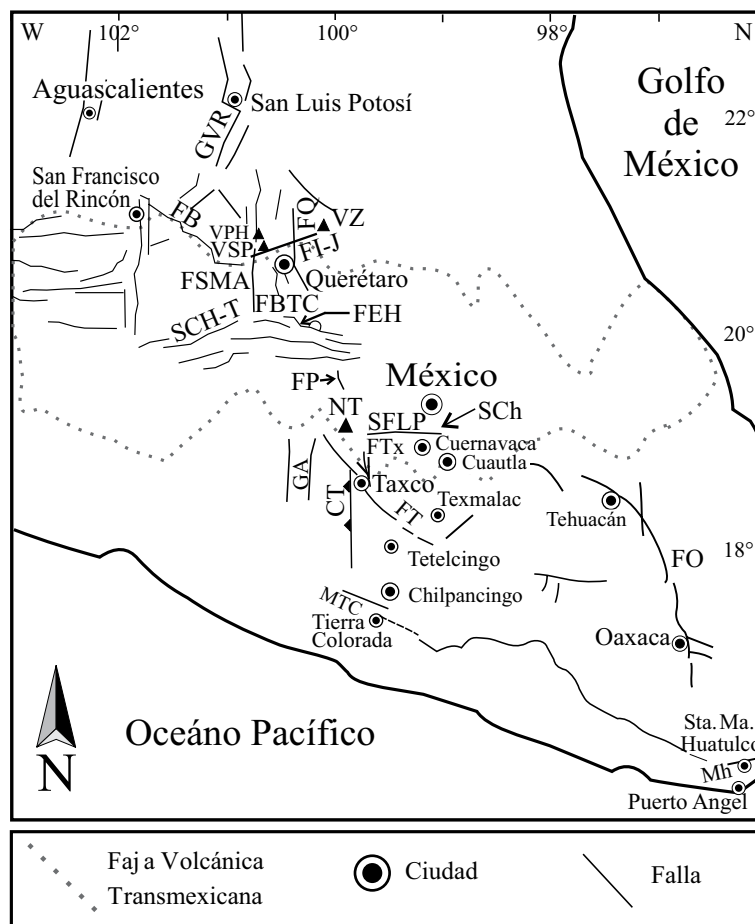 W 102° 100° 98° N
Aguascalientes
San Luis Potosí
Golfo
de
México
22°
GVR
San Francisco
del Rincón
FB
FQ
VZ
VPH
VSP
FI-J
FSMA
Querétaro
FBTC
FEH
SCH-T
20°
FP
México
NT
SFLP
SCh
FTx
Cuernavaca
Cuautla
GA
CT
Taxco
Texmalac
FT
Tehuacán
18°
Tetelcingo
FO
MTC
Chilpancingo
Tierra
Colorada
Oaxaca
N
Oceáno Pacífico
Sta. Ma.
Huatulco
Mh
Puerto Angel
Faja Volcánica
Transmexicana
Ciudad
Falla